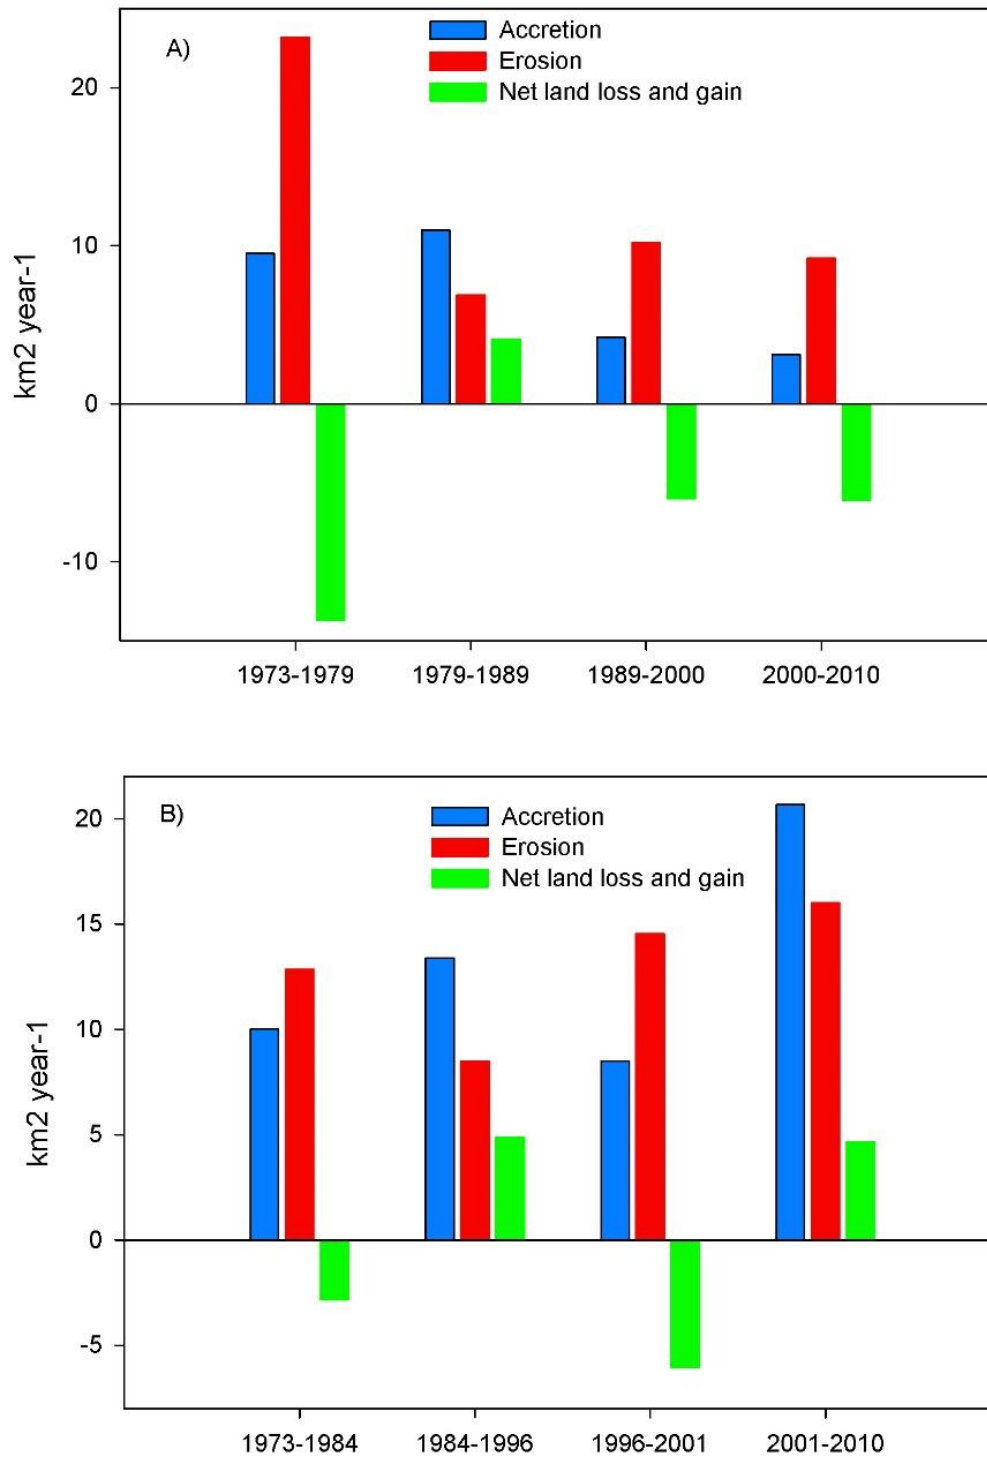 A)
Accretion
Erosion
Net land loss and gain
20
10
0
-10
km2 year-1
1973-1979 1979-1989 1989-2000 2000-2010
B)
Accretion
Erosion
Net land loss and gain
20
15
10
5
0
-5
km2 year-1
1973-1984 1984-1996 1996-2001 2001-2010